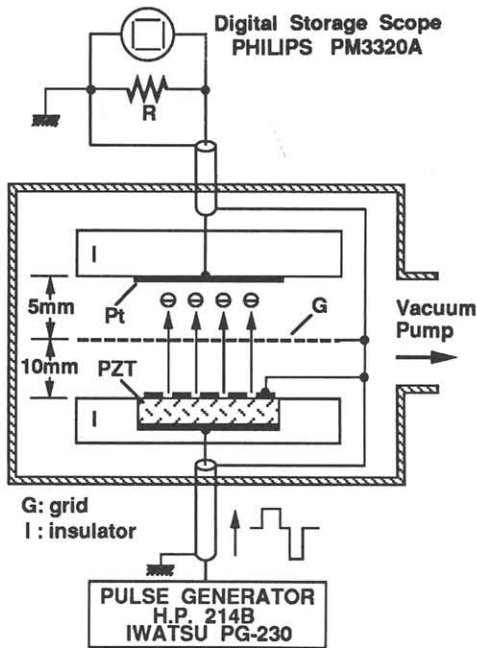 Digital Storage Scope
PHILIPS PM3320A
R
I
5mm
Pt
G
Vacuum
Pump
10mm
PZT
I
G: grid
I : insulator
PULSE GENERATOR
H.P. 214B
IWATSU PG-230